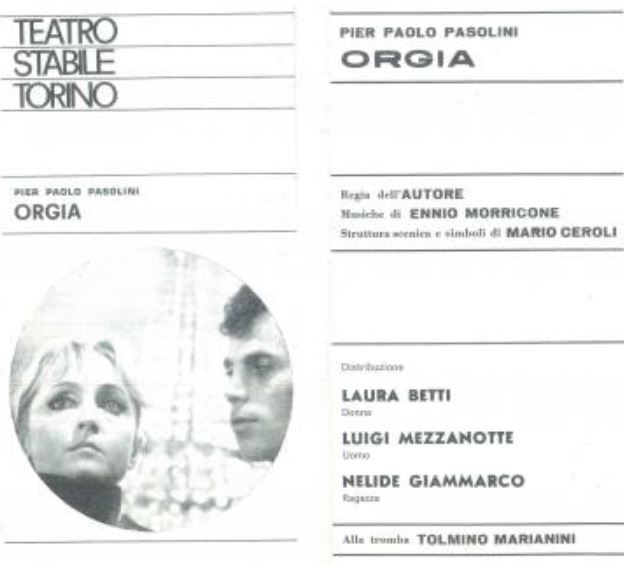 TEATRO
STABILE
TORINO
PIER PAOLO PASOLINI
ORGIA
PIER PAOLO PASOLINI
ORGIA
Regia dell'AUTORE
Musiche di ENNIO MORRICONE
Struttura scenica e simboli di MARIO CEROLI
Distribuzione
LAURA BETTI
Donna
LUIGI MEZZANOTTE
Uomo
NELIDE GIAMMARCO
Ragazza
Alla tromba TOLMINO MARIANINI